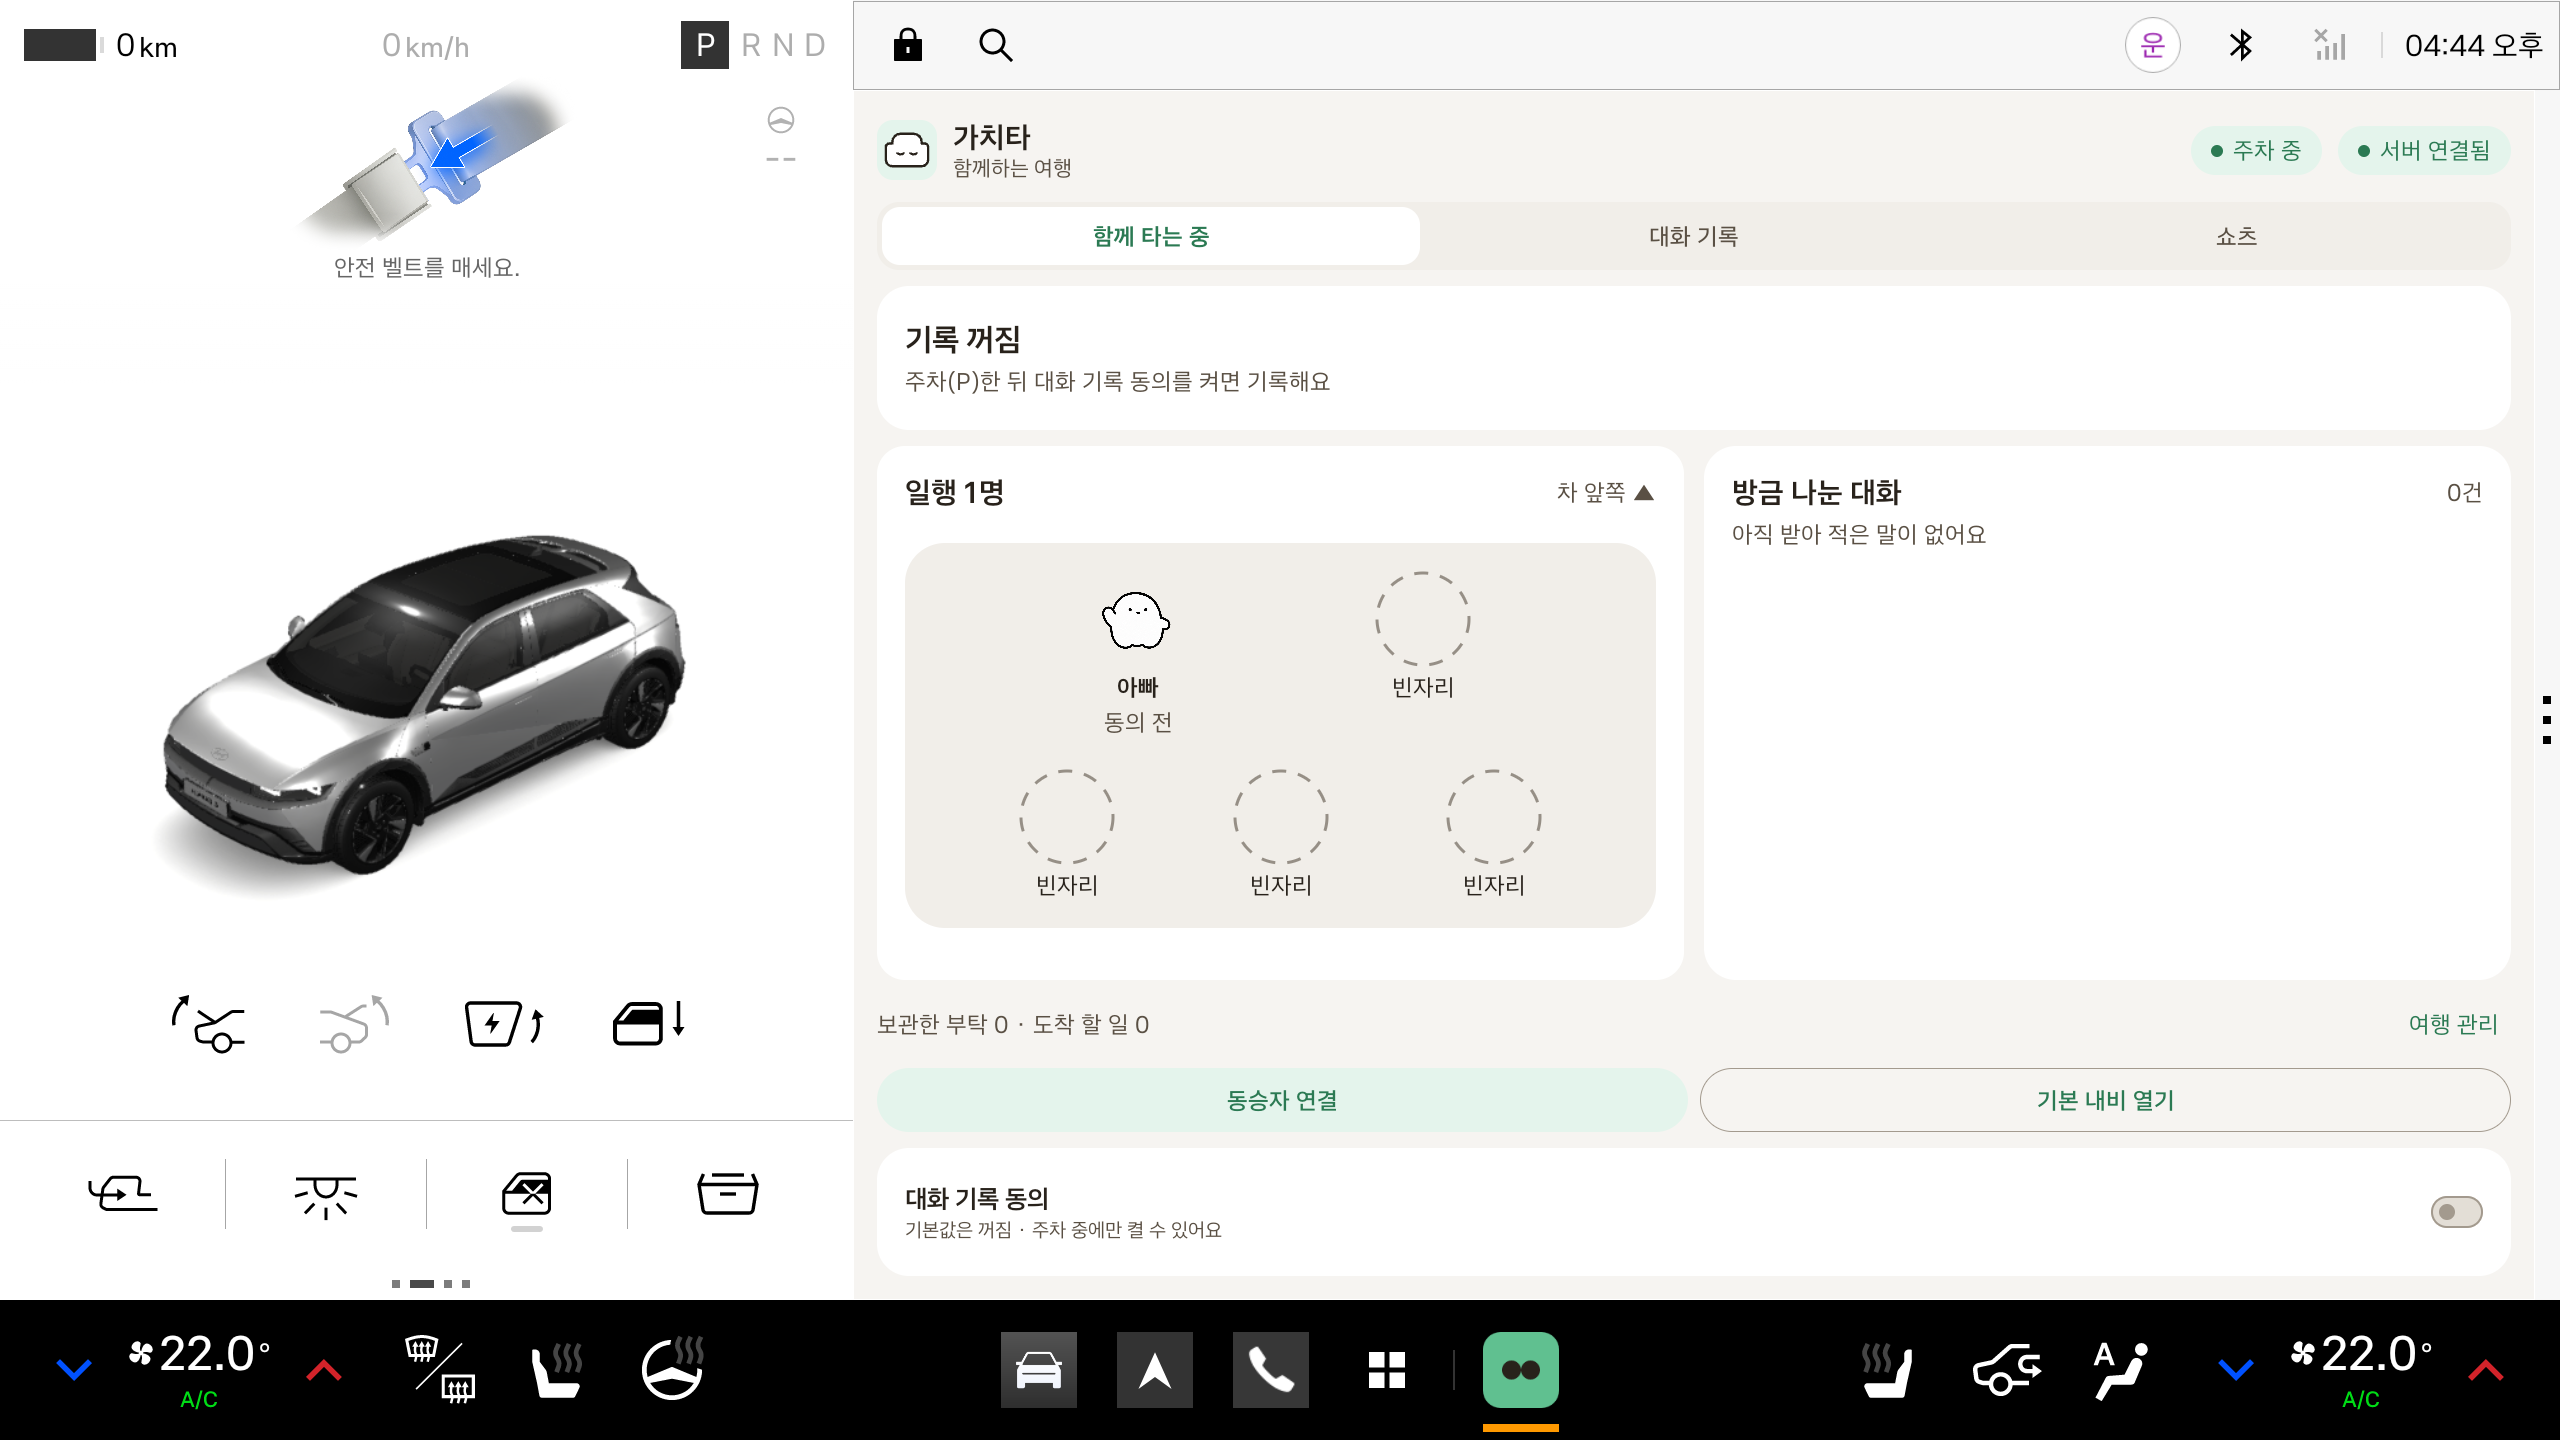 0 km
0 km/h
P R N D
안전 벨트를 매세요.
운
04:44 오후
가치타
함께하는 여행
주차 중
서버 연결됨
함께 타는 중
대화 기록
쇼츠
기록 꺼짐
주차(P)한 뒤 대화 기록 동의를 켜면 기록해요
일행 1명
차 앞쪽 ▲
아빠
동의 전
빈자리
빈자리
빈자리
빈자리
방금 나눈 대화
0건
아직 받아 적은 말이 없어요
보관한 부탁 0 · 도착 할 일 0
여행 관리
동승자 연결
기본 내비 열기
대화 기록 동의
기본값은 꺼짐 · 주차 중에만 켤 수 있어요
22.0°
A/C
A
22.0°
A/C